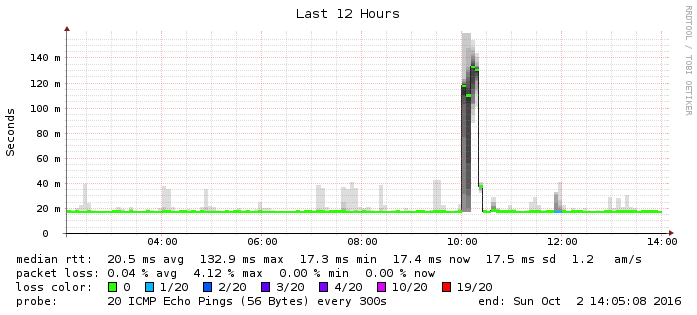 Last 12 Hours
RRDTOOL / TOBI OETIKER
Seconds
140 m
120 m
100 m
80 m
60 m
40 m
20 m
0
04:00 06:00 08:00 10:00 12:00 14:00
median rtt: 20.5 ms avg 132.9 ms max 17.3 ms min 17.4 ms now 17.5 ms sd 1.2 am/s
packet loss: 0.04 % avg 4.12 % max 0.00 % min 0.00 % now
loss color: 0 1/20 2/20 3/20 4/20 10/20 19/20
probe: 20 ICMP Echo Pings (56 Bytes) every 300s end: Sun Oct 2 14:05:08 2016